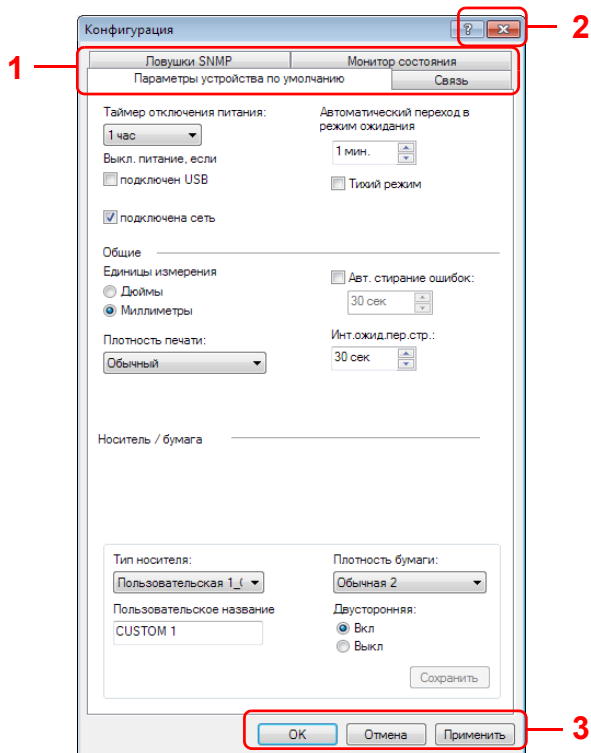 Конфигурация
?
2
1
Ловушки SNMP
Монитор состояния
Параметры устройства по умолчанию
Связь
Таймер отключения питания:
1 час
Выкл. питание, если
подключен USB
подключена сеть
Автоматический переход в
режим ожидания
1 мин.
Тихий режим
Общие
Единицы измерения
Дюймы
Миллиметры
Плотность печати:
Обычный
Авт. стирание ошибок:
30 сек
Инт.ожид.пер.стр.:
30 сек
Носитель / бумага
Тип носителя:
Пользовательская 1_(
Пользовательское название
CUSTOM 1
Плотность бумаги:
Обычная 2
Двусторонняя:
Вкл
Выкл
Сохранить
OK
Отмена
Применить
3